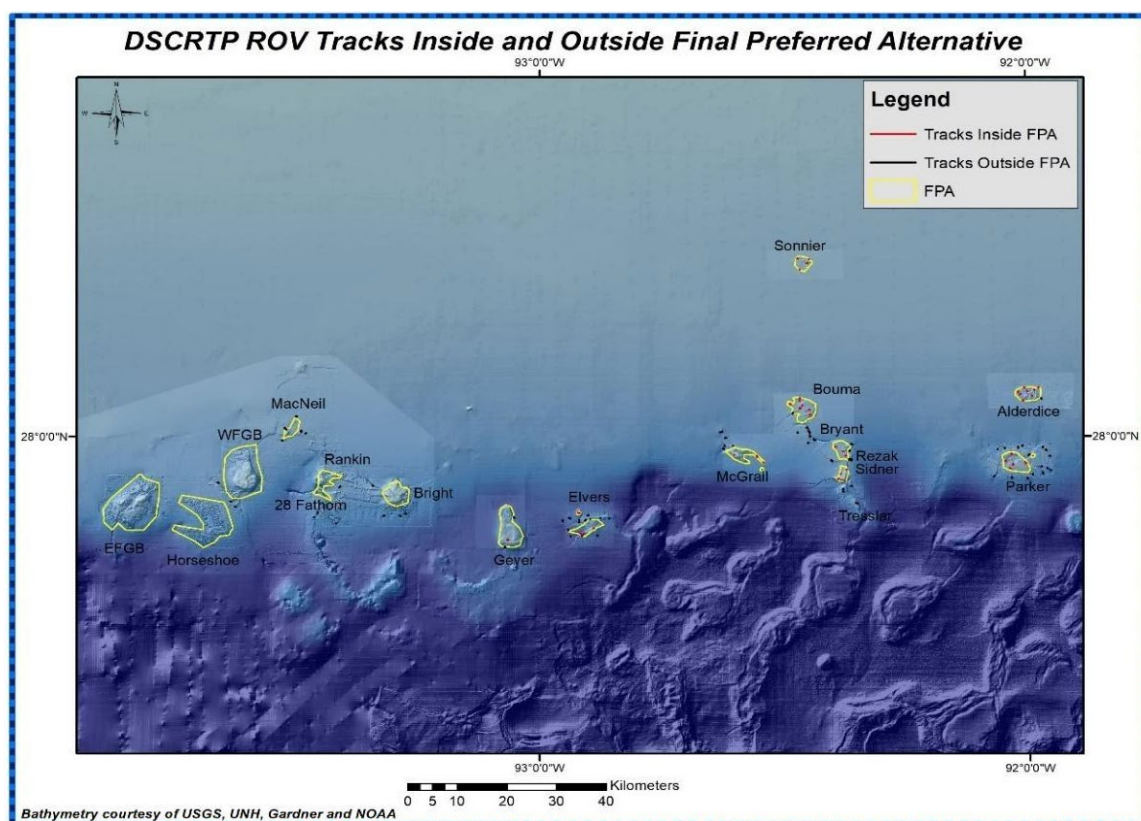 DSCRTP ROV Tracks Inside and Outside Final Preferred Alternative
93°0'0"W
92°0'0"W
N
W
E
S
Legend
Tracks Inside FPA
Tracks Outside FPA
FPA
Sonnier
MacNeil
Bouma
Alderdice
28°0'0"N
28°0'0"N
WFGB
Bryant
Rankin
Rezak
Sidner
McGrail
Parker
28 Fathom
Bright
Elvers
Tressler
EFGB
Horseshoe
Geyer
93°0'0"W
92°0'0"W
Kilometers
0 5 10 20 30 40
Bathymetry courtesy of USGS, UNH, Gardner and NOAA